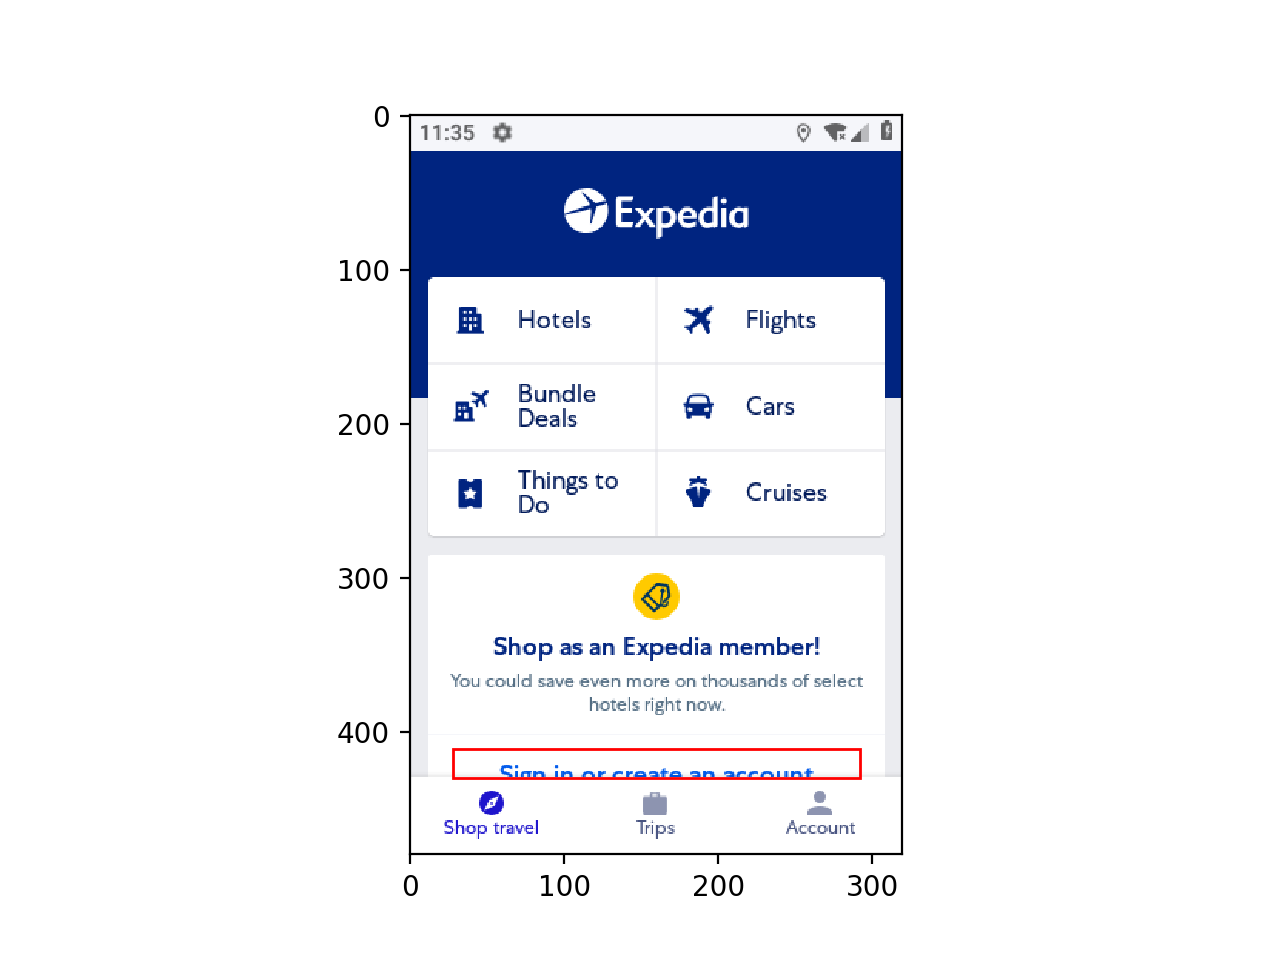 0
100
200
300
400
11:35
Expedia
Hotels
Flights
Bundle
Deals
Cars
Things to
Do
Cruises
Shop as an Expedia member!
You could save even more on thousands of select
hotels right now.
Sign in or create an account
Shop travel
Trips
Account
0
100
200
300